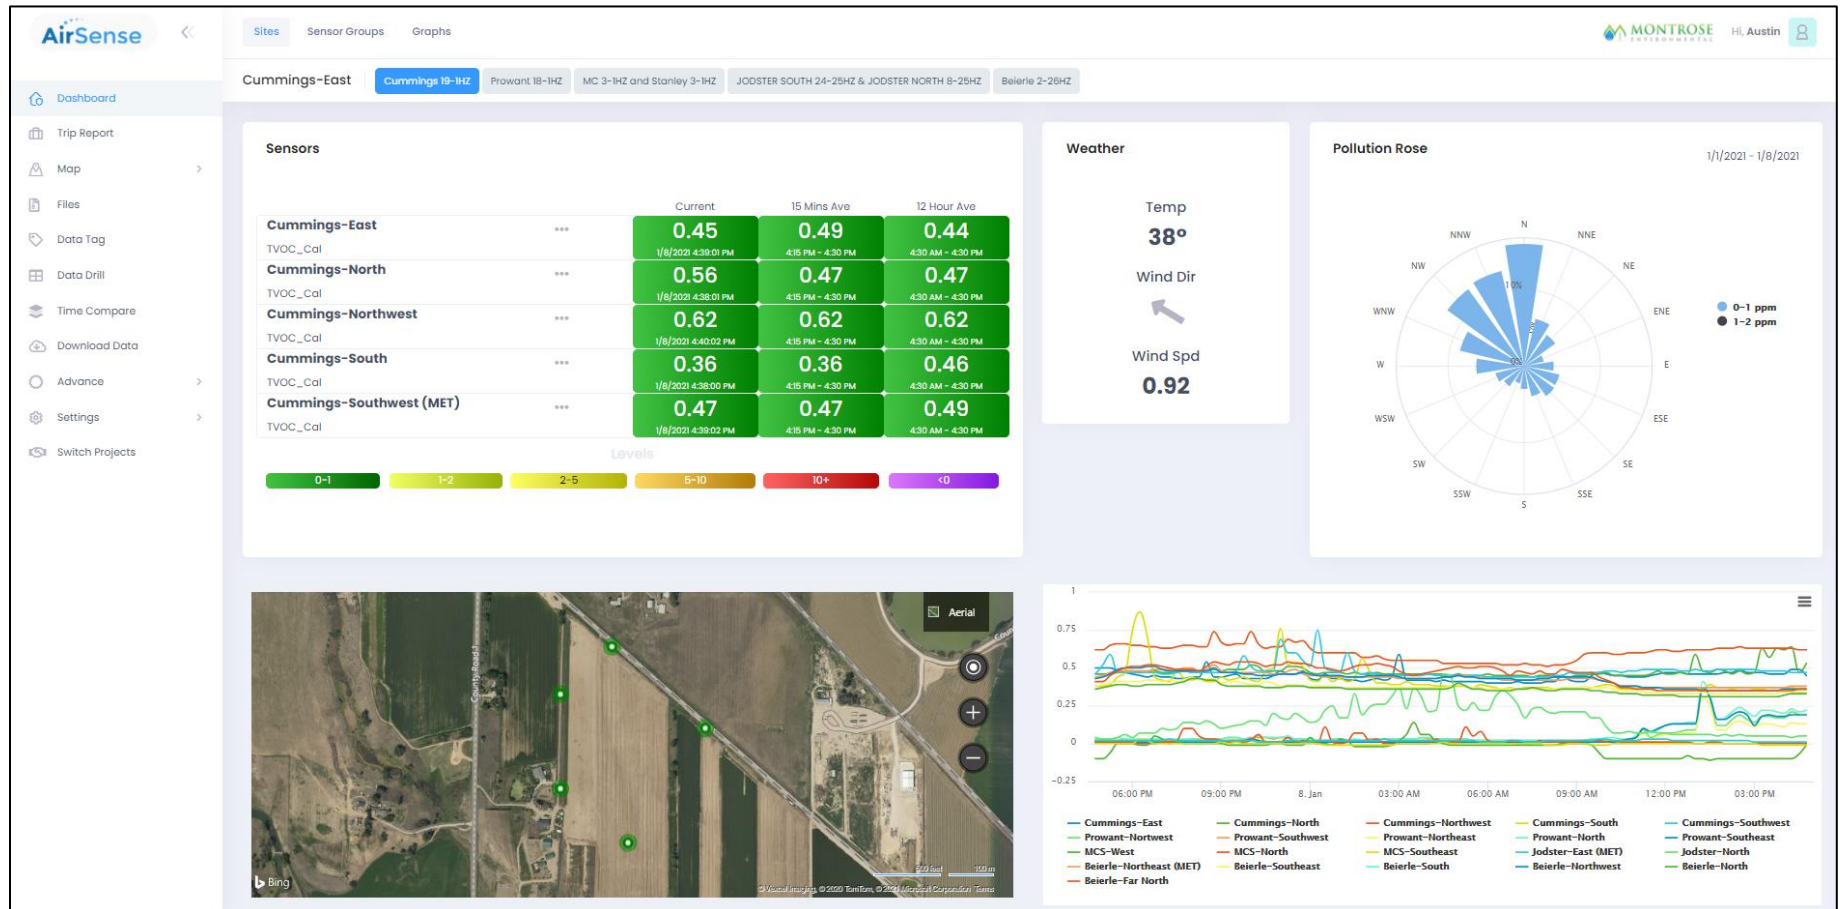 AirSense
Sites Sensor Groups Graphs
MONTROSE
ENVIRONMENTAL
Hi, Austin
Cummings-East Cummings 19-1HZ Prowant 18-1HZ MC 3-1HZ and Stanley 3-1HZ JODSTER SOUTH 24-25HZ & JODSTER NORTH 8-25HZ Beierle 2-26HZ
Dashboard
Trip Report
Map
Files
Data Tag
Data Drill
Time Compare
Download Data
Advance
Settings
Switch Projects
Sensors
Current 15 Mins Ave 12 Hour Ave
Cummings-East 0.45 0.49 0.44
TVOC_Cal 1/8/2021 4:39:01 PM 4:15 PM - 4:30 PM 4:30 AM - 4:30 PM
Cummings-North 0.56 0.47 0.47
TVOC_Cal 1/8/2021 4:38:01 PM 4:15 PM - 4:30 PM 4:30 AM - 4:30 PM
Cummings-Northwest 0.62 0.62 0.62
TVOC_Cal 1/8/2021 4:40:02 PM 4:15 PM - 4:30 PM 4:30 AM - 4:30 PM
Cummings-South 0.36 0.36 0.46
TVOC_Cal 1/8/2021 4:38:00 PM 4:15 PM - 4:30 PM 4:30 AM - 4:30 PM
Cummings-Southwest (MET) 0.47 0.47 0.49
TVOC_Cal 1/8/2021 4:39:02 PM 4:15 PM - 4:30 PM 4:30 AM - 4:30 PM
Levels
0-1 1-2 2-5 5-10 10+ <0
Weather
Temp
38°
Wind Dir
Wind Spd
0.92
Pollution Rose
1/1/2021 - 1/8/2021
N
NNW NNE
NW NE
10%
WNW ENE
0%
W E
WSW ESE
SW SE
SSW SSE
S
0-1 ppm
1-2 ppm
Aerial
County Road 1
500 feet 100 m
Bing
© Vexcel Imaging, © 2020 TomTom, © 2021 Microsoft Corporation Terms
1
0.75
0.5
0.25
0
-0.25
06:00 PM 09:00 PM 8. Jan 03:00 AM 06:00 AM 09:00 AM 12:00 PM 03:00 PM
Cummings-East Cummings-North Cummings-Northwest Cummings-South Cummings-Southwest
Prowant-Nortwest Prowant-Southwest Prowant-Northeast Prowant-North Prowant-Southeast
MCS-West MCS-North MCS-Southeast Jodster-East (MET) Jodster-North
Beierle-Northeast (MET) Beierle-Southeast Beierle-South Beierle-Northwest Beierle-North
Beierle-Far North